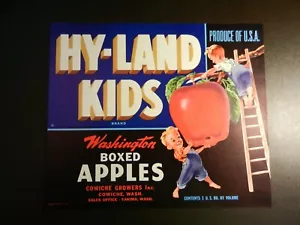 HY-LAND
KIDS
BRAND
PRODUCE OF U.S.A.
Washington
BOXED
APPLES
COWICHE GROWERS Inc.
COWICHE, WASH.
SALES OFFICE - YAKIMA, WASH.
CONTENTS 1 U. S. BU. BY VOLUME